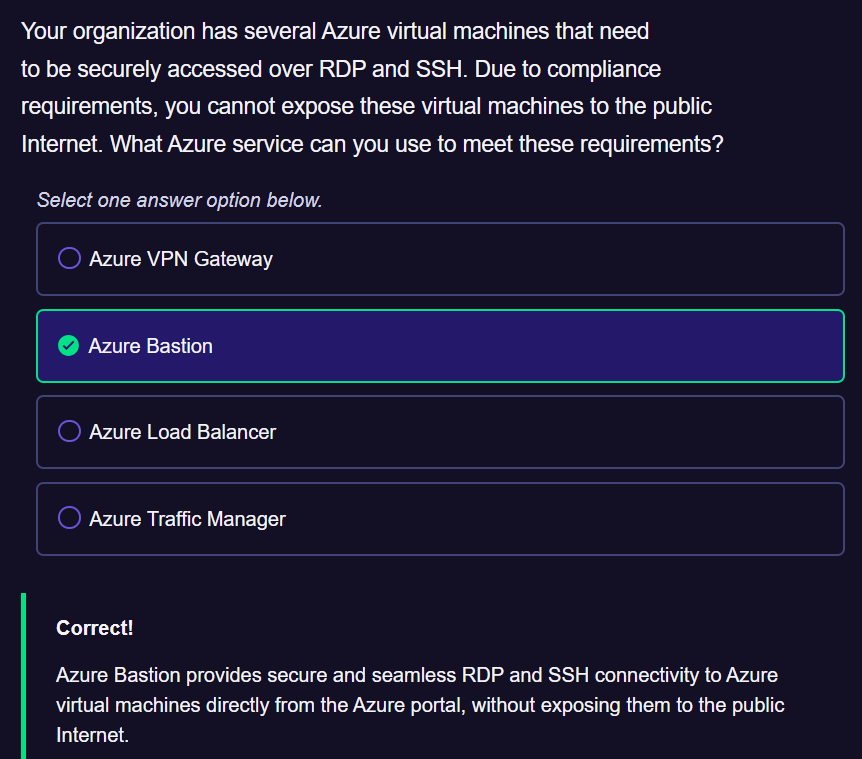 Your organization has several Azure virtual machines that need
to be securely accessed over RDP and SSH. Due to compliance
requirements, you cannot expose these virtual machines to the public
Internet. What Azure service can you use to meet these requirements?
Select one answer option below.
Azure VPN Gateway
Azure Bastion
Azure Load Balancer
Azure Traffic Manager
Correct!
Azure Bastion provides secure and seamless RDP and SSH connectivity to Azure
virtual machines directly from the Azure portal, without exposing them to the public
Internet.